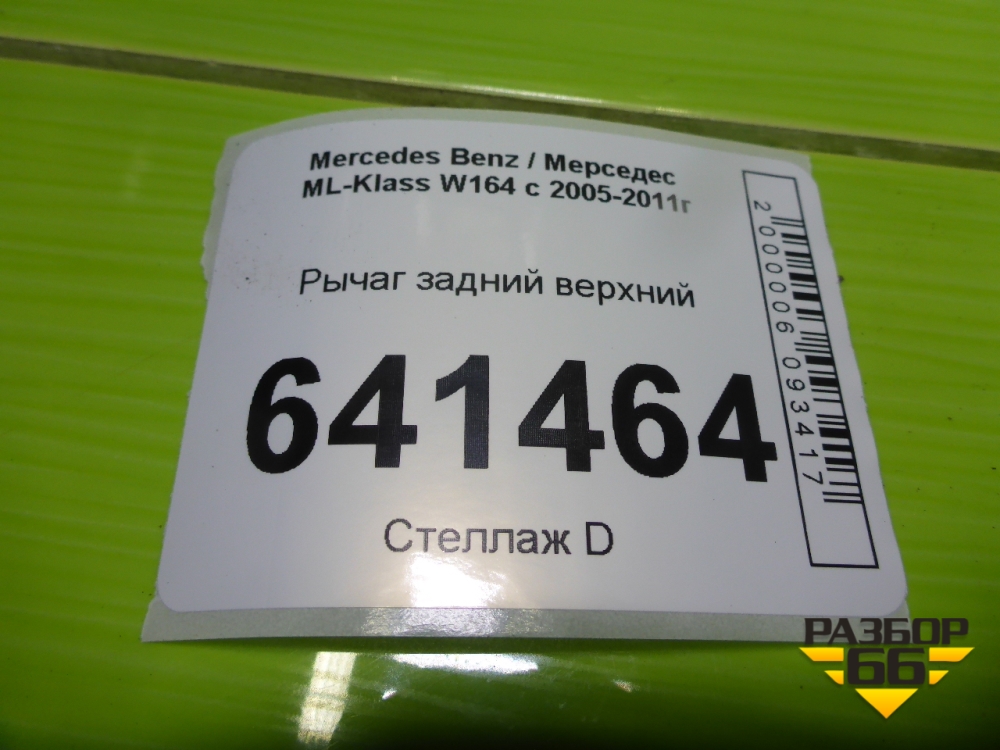 Mercedes Benz / Мерседес
ML-Klass W164 с 2005-2011г
Рычаг задний верхний
641464
Стеллаж D
2000006093417
РАЗБОР
66